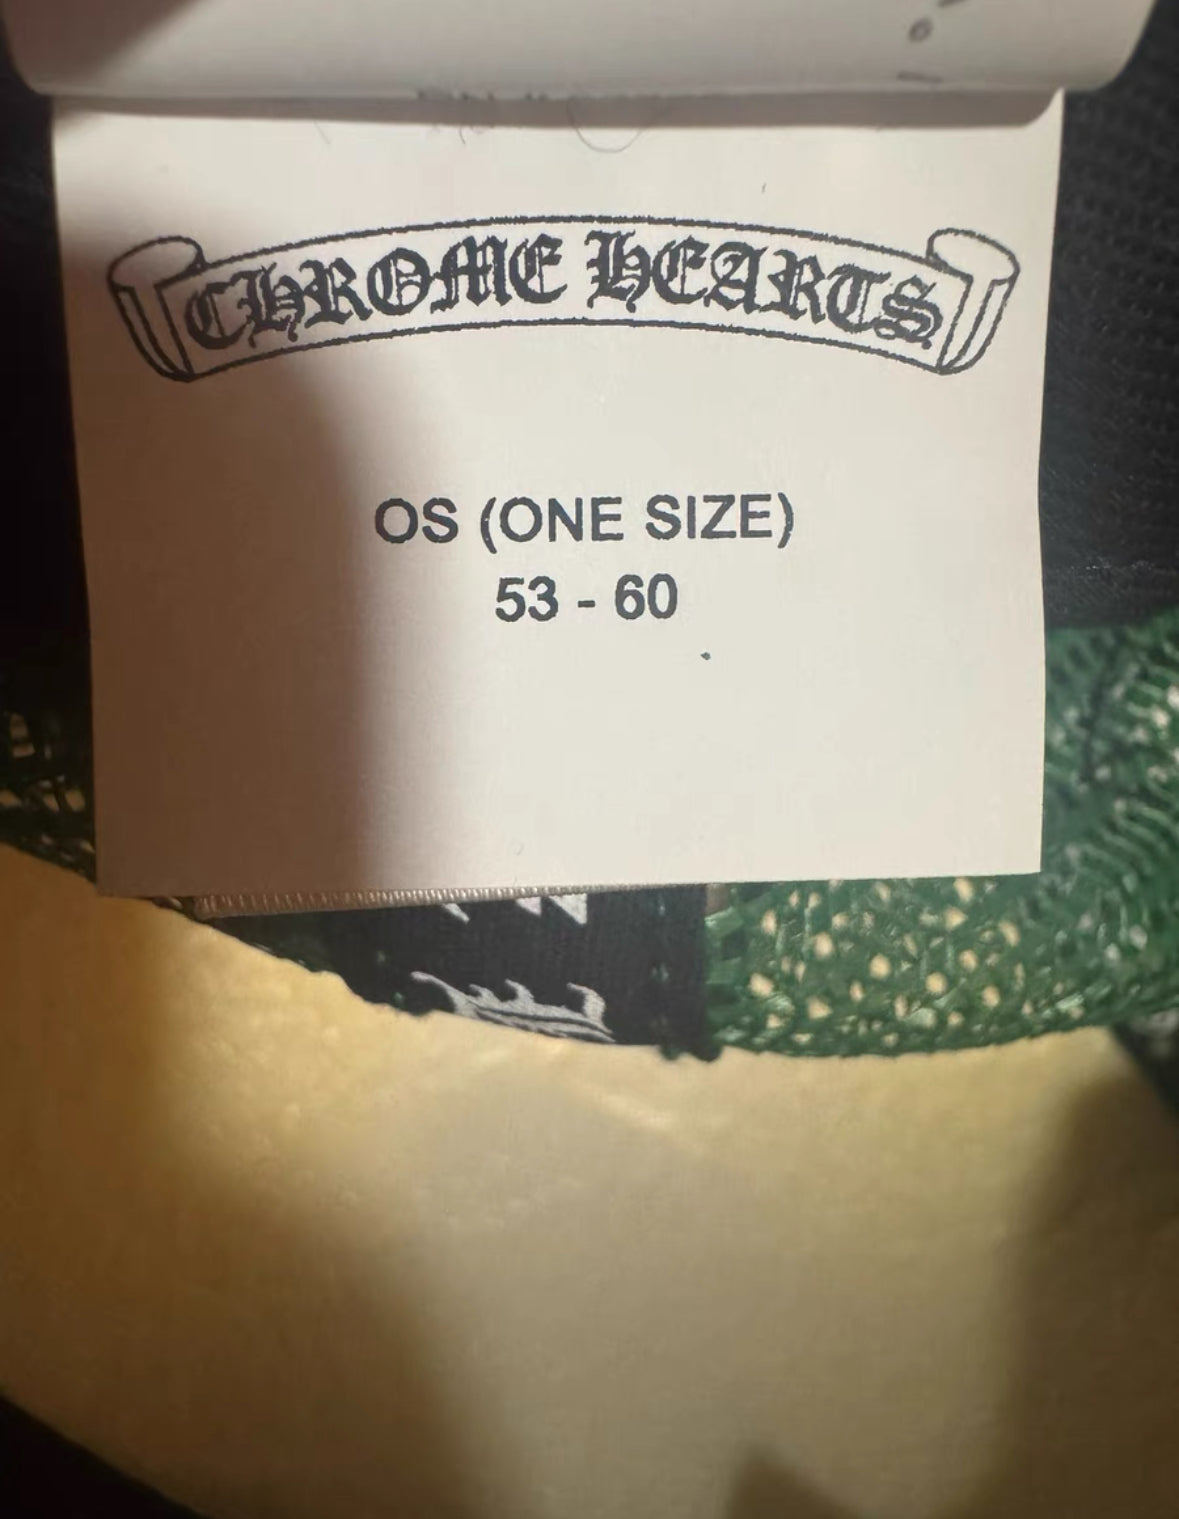 CHROME HEARTS
OS (ONE SIZE)
53 - 60